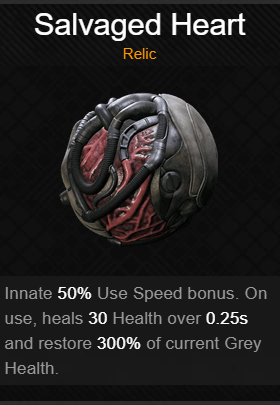 Salvaged Heart
Relic
Innate 50% Use Speed bonus. On
use, heals 30 Health over 0.25s
and restore 300% of current Grey
Health.